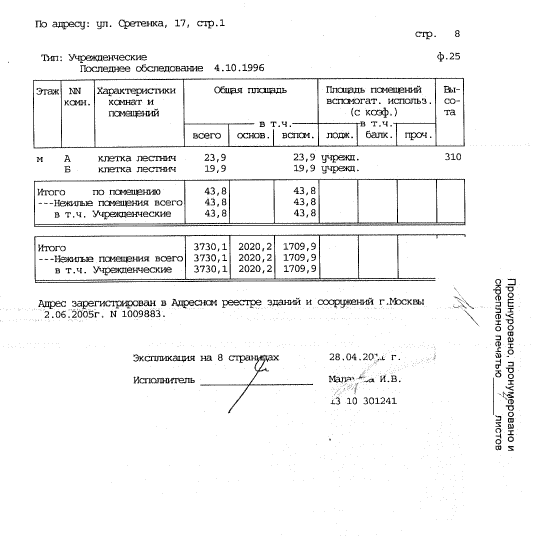 По адресу: ул. Сретенка, 17, стр.1
стр. 8
Тип: Учрежденческие
ф.25
Последнее обследование 4.10.1996
Этаж NN Характеристики Общая площадь Площадь помещений Вы-
комн. комнат и вспомогат. использ. со-
помещений (с коэф.) та
в т.ч. в т.ч.
всего основ. вспом. лодж. балк. проч.
м А клетка лестнич 23,9 23,9 учрежд. 310
Б клетка лестнич 19,9 19,9 учрежд.
Итого по помещению 43,8 43,8
---Нежилые помещения всего 43,8 43,8
в т.ч. Учрежденческие 43,8 43,8
Итого 3730,1 2020,2 1709,9
---Нежилые помещения всего 3730,1 2020,2 1709,9
в т.ч. Учрежденческие 3730,1 2020,2 1709,9
Адрес зарегистрирован в Адресном реестре зданий и сооружений г.Москвы
2.06.2005г. N 1009883.
Экспликация на 8 страницах 28.04. г.
Исполнитель И.В.
13 10 301241
Прошнуровано, пронумеровано и
скреплено печатью листов